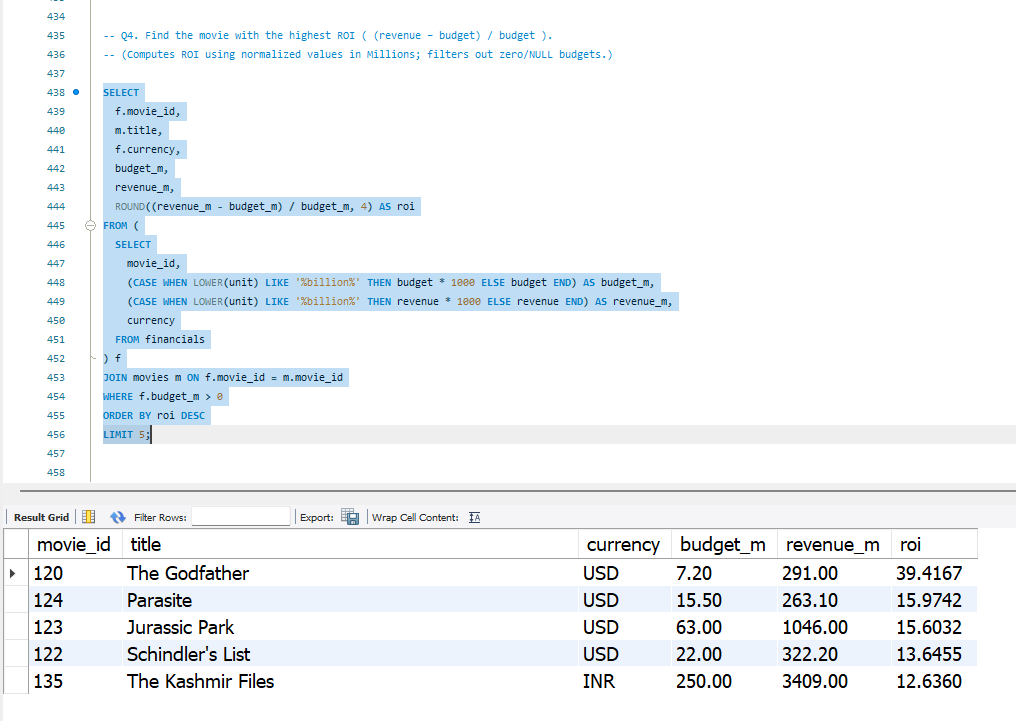 434
435 -- Q4. Find the movie with the highest ROI ( (revenue - budget) / budget ).
436 -- (Computes ROI using normalized values in Millions; filters out zero/NULL budgets.)
437
438 SELECT
439 f.movie_id,
440 m.title,
441 f.currency,
442 budget_m,
443 revenue_m,
444 ROUND((revenue_m - budget_m) / budget_m, 4) AS roi
445 FROM (
446 SELECT
447 movie_id,
448 (CASE WHEN LOWER(unit) LIKE '%billion%' THEN budget * 1000 ELSE budget END) AS budget_m,
449 (CASE WHEN LOWER(unit) LIKE '%billion%' THEN revenue * 1000 ELSE revenue END) AS revenue_m,
450 currency
451 FROM financials
452 ) f
453 JOIN movies m ON f.movie_id = m.movie_id
454 WHERE f.budget_m > 0
455 ORDER BY roi DESC
456 LIMIT 5;
457
458
Result Grid Filter Rows: Export: Wrap Cell Content:
movie_id title currency budget_m revenue_m roi
120 The Godfather USD 7.20 291.00 39.4167
124 Parasite USD 15.50 263.10 15.9742
123 Jurassic Park USD 63.00 1046.00 15.6032
122 Schindler's List USD 22.00 322.20 13.6455
135 The Kashmir Files INR 250.00 3409.00 12.6360